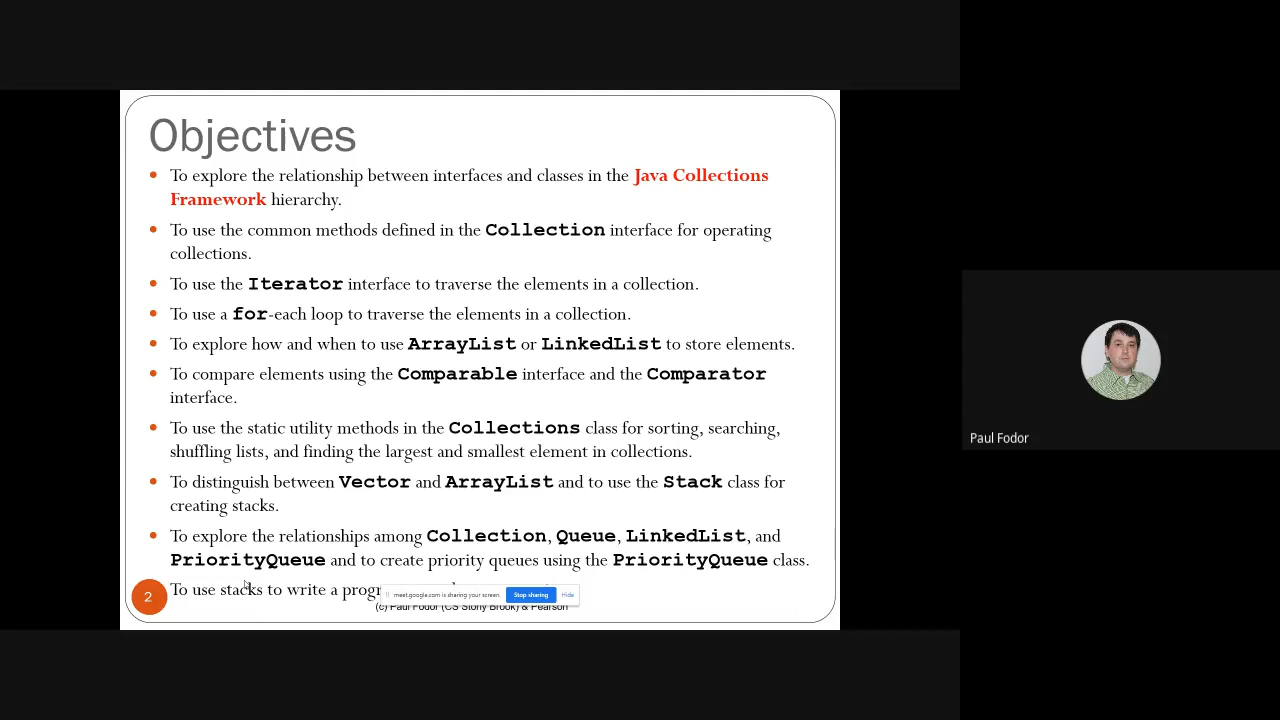 Objectives
• To explore the relationship between interfaces and classes in the Java Collections
Framework hierarchy.
• To use the common methods defined in the Collection interface for operating
collections.
• To use the Iterator interface to traverse the elements in a collection.
• To use a for-each loop to traverse the elements in a collection.
• To explore how and when to use ArrayList or LinkedList to store elements.
• To compare elements using the Comparable interface and the Comparator
interface.
• To use the static utility methods in the Collections class for sorting, searching,
shuffling lists, and finding the largest and smallest element in collections.
• To distinguish between Vector and ArrayList and to use the Stack class for
creating stacks.
• To explore the relationships among Collection, Queue, LinkedList, and
PriorityQueue and to create priority queues using the PriorityQueue class.
To use stacks to write a
2
meet.google.com is sharing your screen. Stop sharing Hide
(c) Paul Fodor (CS Stony Brook) & Pearson
Paul Fodor